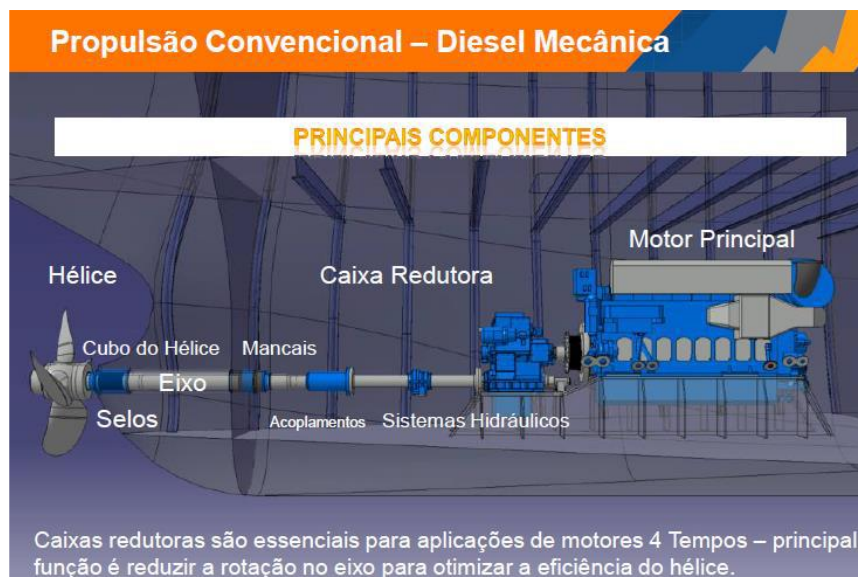 Propulsão Convencional – Diesel Mecânica
PRINCIPAIS COMPONENTES
Motor Principal
Hélice
Caixa Redutora
Cubo do Hélice
Mancais
Eixo
Selos
Acoplamentos
Sistemas Hidráulicos
Caixas redutoras são essenciais para aplicações de motores 4 Tempos – principal
função é reduzir a rotação no eixo para otimizar a eficiência do hélice.